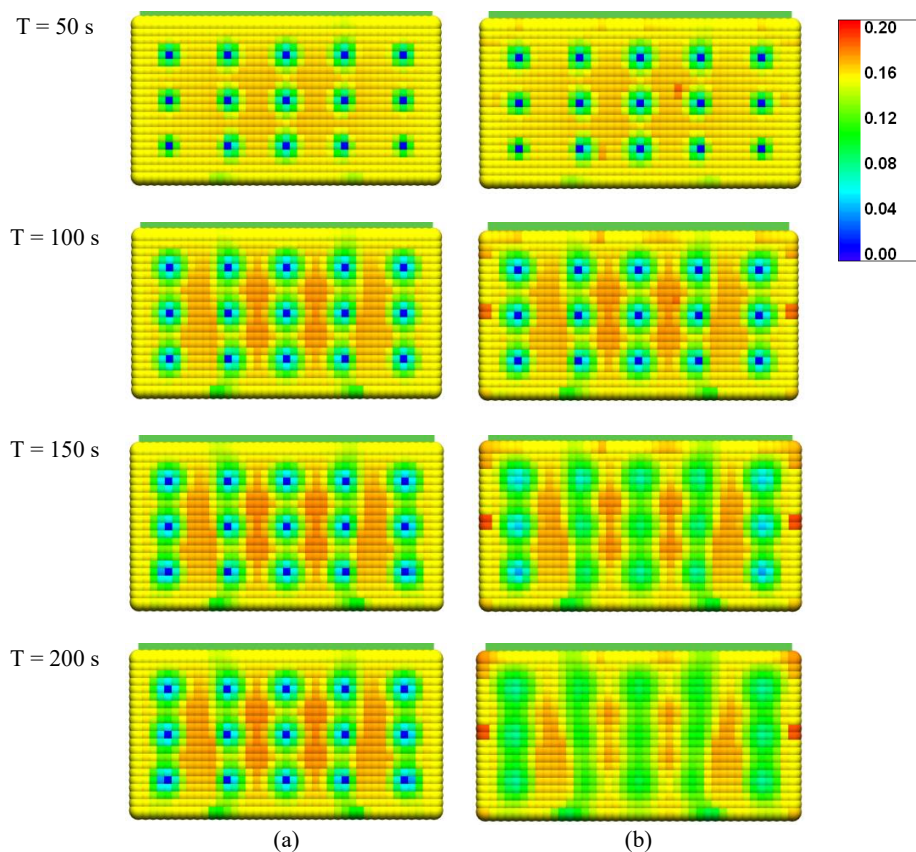 T = 50 s
0.20
0.16
0.12
0.08
0.04
0.00
T = 100 s
T = 150 s
T = 200 s
(a)
(b)